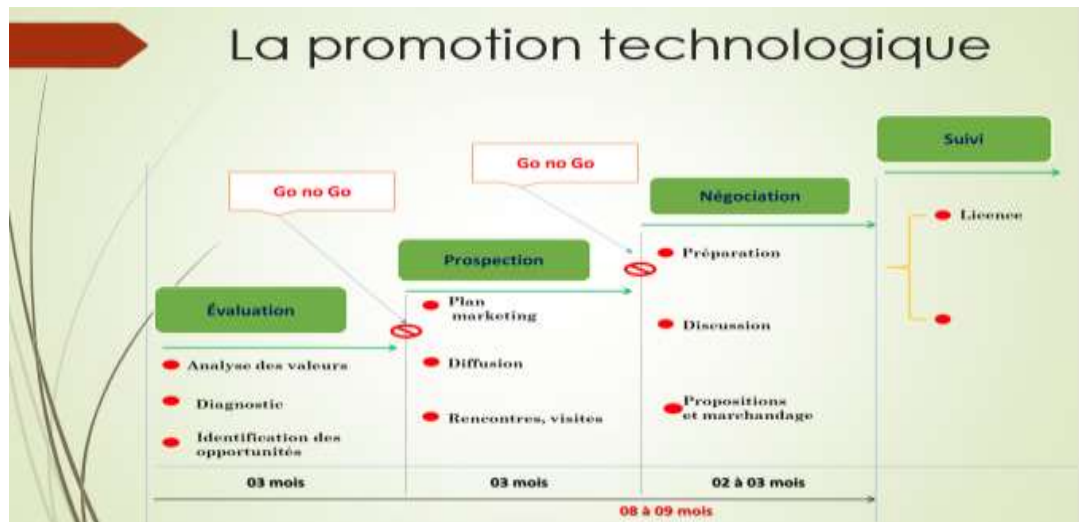 La promotion technologique
Suivi
Go no Go
Go no Go
Négociation
Licence
Prospection
Préparation
Évaluation
Plan
marketing
Discussion
Analyse des valeurs
Diffusion
Diagnostic
Rencontres, visites
Propositions
et marchandage
Identification des
opportunités
03 mois
03 mois
02 à 03 mois
08 à 09 mois